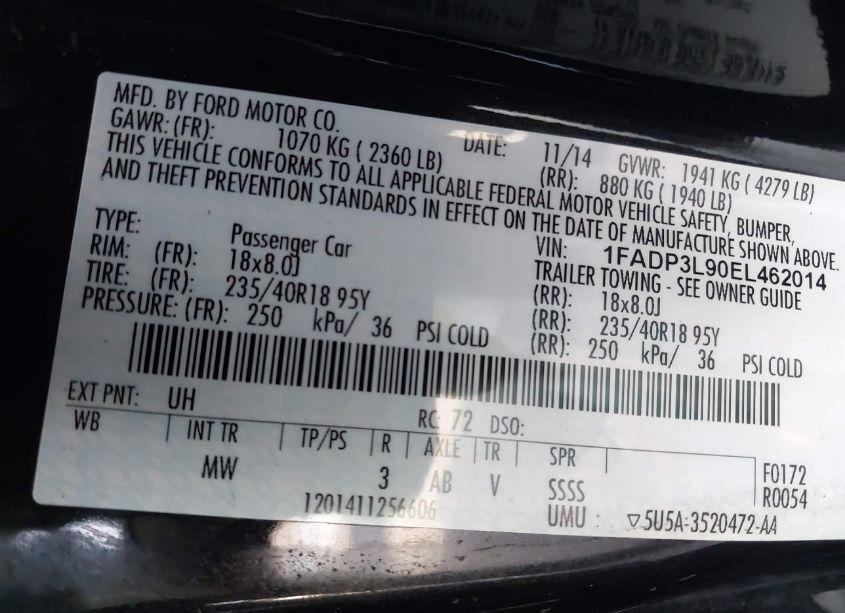 MFD. BY FORD MOTOR CO. DATE: 11/14 GVWR: 1941 KG ( 4279 LB)
GAWR: (FR): 1070 KG ( 2360 LB) (RR): 880 KG ( 1940 LB)
THIS VEHICLE CONFORMS TO ALL APPLICABLE FEDERAL MOTOR VEHICLE SAFETY, BUMPER,
AND THEFT PREVENTION STANDARDS IN EFFECT ON THE DATE OF MANUFACTURE SHOWN ABOVE.
VIN: 1FADP3L90EL462014
TYPE: Passenger Car TRAILER TOWING - SEE OWNER GUIDE
RIM: (FR): 18x8.0J (RR): 18x8.0J
TIRE: (FR): 235/40R18 95Y (RR): 235/40R18 95Y
PRESSURE: (FR): 250 kPa/ 36 PSI COLD (RR): 250 kPa/ 36 PSI COLD
EXT PNT: UH RC: 72 DSO:
WB INT TR TP/PS R AXLE TR SPR
MW 3 AB V SSSS
F0172
R0054
1201411256606 UMU : ▽5U5A-3520472-AA